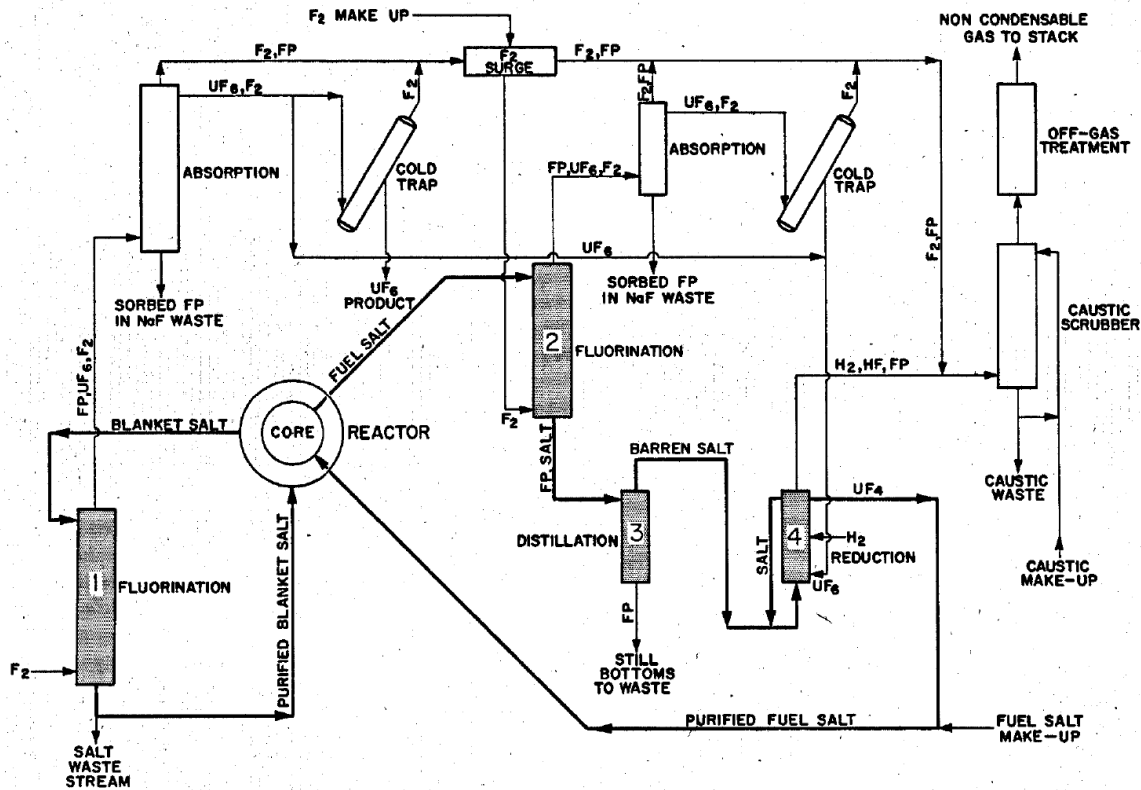 F2 MAKE UP
NON CONDENSABLE
GAS TO STACK
F2,FP
F2
SURGE
F2,FP
UF6,F2
F2
F2,FP
UF6,F2
F2
ABSORPTION
COLD
TRAP
ABSORPTION
COLD
TRAP
OFF-GAS
TREATMENT
FP,UF6,F2
UF6
F2,FP
SORBED FP
IN NaF WASTE
UF6
PRODUCT
SORBED FP
IN NaF WASTE
CAUSTIC
SCRUBBER
FUEL SALT
2
FLUORINATION
FP,UF6,F2
H2,HF,FP
BLANKET SALT
CORE
REACTOR
F2
FP,SALT
BARREN SALT
CAUSTIC
WASTE
UF4
3
DISTILLATION
SALT
4
H2
REDUCTION
UF6
CAUSTIC
MAKE-UP
1
FLUORINATION
PURIFIED BLANKET SALT
FP
F2
STILL
BOTTOMS
TO WASTE
PURIFIED FUEL SALT
FUEL SALT
MAKE-UP
SALT
WASTE
STREAM